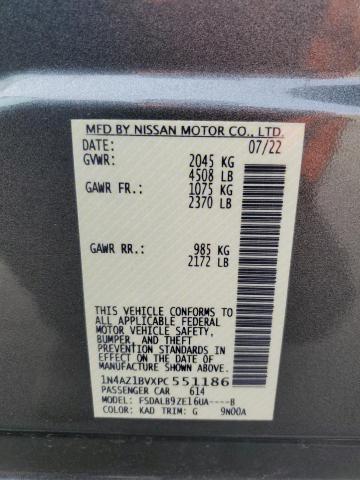 MFD BY NISSAN MOTOR CO., LTD.
DATE: 07/22
GVWR: 2045 KG
4508 LB
GAWR FR.: 1075 KG
2370 LB
GAWR RR.: 985 KG
2172 LB
THIS VEHICLE CONFORMS TO
ALL APPLICABLE FEDERAL
MOTOR VEHICLE SAFETY,
BUMPER, AND THEFT
PREVENTION STANDARDS IN
EFFECT ON THE DATE OF
MANUFACTURE SHOWN ABOVE.
1N4AZ1BVXPC551186
PASSENGER CAR 614
MODEL: FSDALB9ZE16UA----B
COLOR: KAD TRIM: G 9N00A